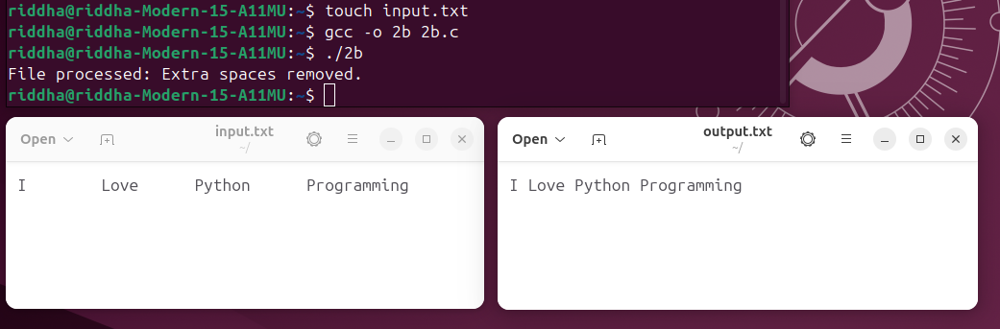 riddha@riddha-Modern-15-A11MU:~$ touch input.txt
riddha@riddha-Modern-15-A11MU:~$ gcc -o 2b 2b.c
riddha@riddha-Modern-15-A11MU:~$ ./2b
File processed: Extra spaces removed.
riddha@riddha-Modern-15-A11MU:~$
Open input.txt
~/
I        Love       Python       Programming
Open output.txt
~/
I Love Python Programming